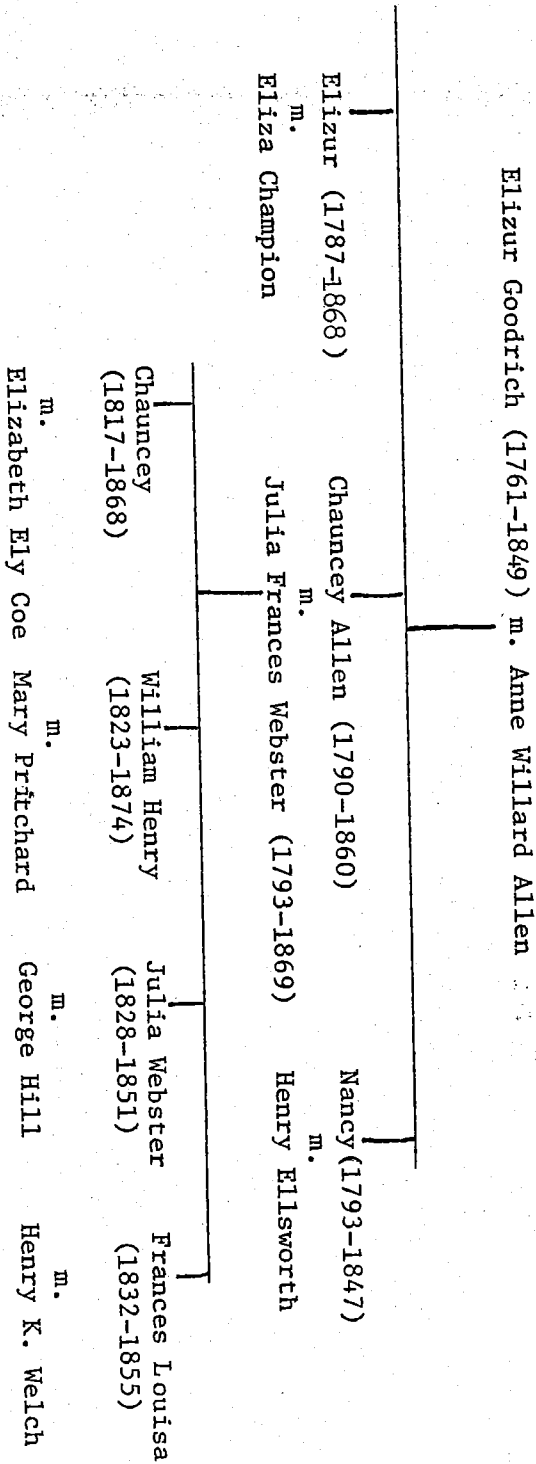 Elizur Goodrich (1761-1849) m. Anne Willard Allen
Elizur (1787-1868)
m.
Eliza Champion
Chauncey Allen (1790-1860)
m.
Julia Frances Webster (1793-1869)
Nancy(1793-1847)
m.
Henry Ellsworth
Chauncey
(1817-1868)
m.
Elizabeth Ely Coe
William Henry
(1823-1874)
m.
Mary Pritchard
Julia Webster
(1828-1851)
m.
George Hill
Frances Louisa
(1832-1855)
m.
Henry K. Welch